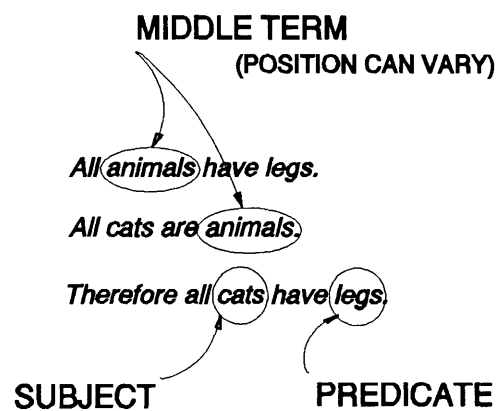 MIDDLE TERM
(POSITION CAN VARY)
All animals have legs.
All cats are animals.
Therefore all cats have legs.
SUBJECT
PREDICATE